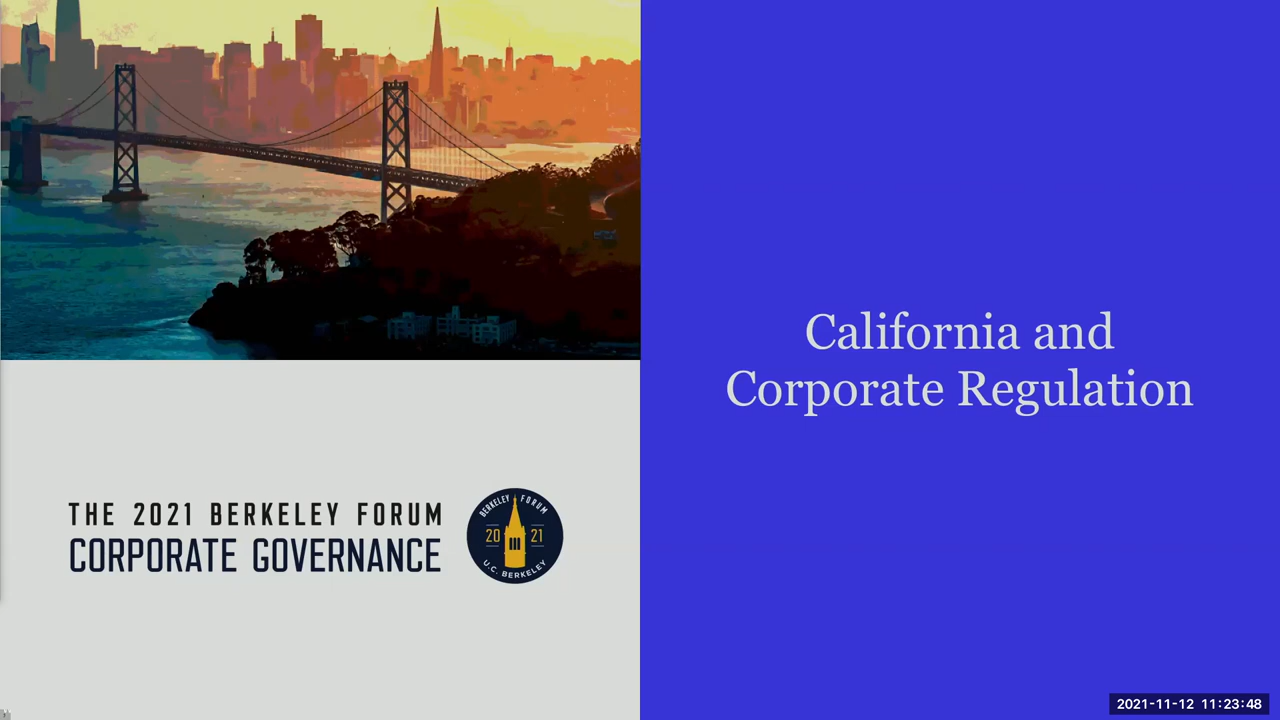 THE 2021 BERKELEY FORUM
CORPORATE GOVERNANCE
BERKELEY FORUM
20 21
U.C. BERKELEY
California and
Corporate Regulation
2021-11-12 11:23:48